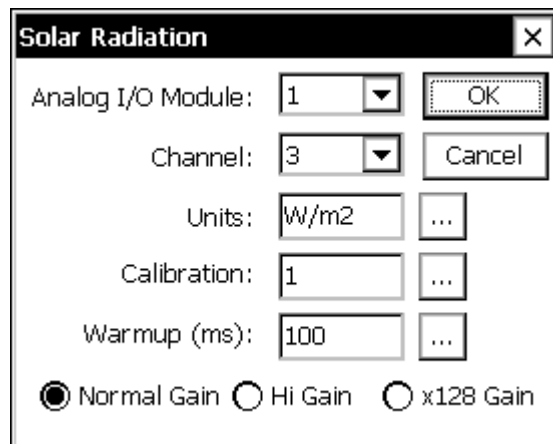 Solar Radiation
Analog I/O Module: 1 OK
Channel: 3 Cancel
Units: W/m2 ...
Calibration: 1 ...
Warmup (ms): 100 ...
Normal Gain Hi Gain x128 Gain